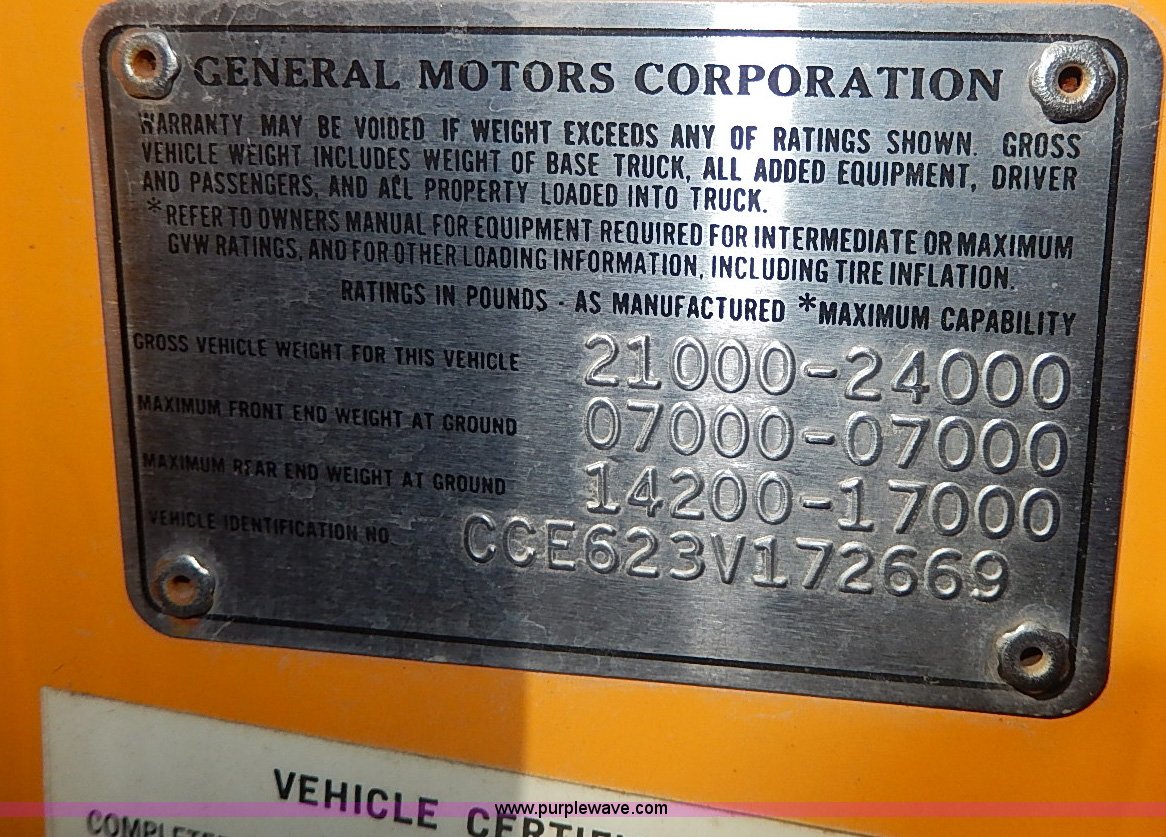 GENERAL MOTORS CORPORATION
WARRANTY MAY BE VOIDED IF WEIGHT EXCEEDS ANY OF RATINGS SHOWN. GROSS
VEHICLE WEIGHT INCLUDES WEIGHT OF BASE TRUCK, ALL ADDED EQUIPMENT, DRIVER
AND PASSENGERS, AND ALL PROPERTY LOADED INTO TRUCK.
*REFER TO OWNERS MANUAL FOR EQUIPMENT REQUIRED FOR INTERMEDIATE OR MAXIMUM
GVW RATINGS, AND FOR OTHER LOADING INFORMATION, INCLUDING TIRE INFLATION.
RATINGS IN POUNDS - AS MANUFACTURED *MAXIMUM CAPABILITY
GROSS VEHICLE WEIGHT FOR THIS VEHICLE 21000-24000
MAXIMUM FRONT END WEIGHT AT GROUND 07000-07000
MAXIMUM REAR END WEIGHT AT GROUND 14200-17000
VEHICLE IDENTIFICATION NO. CCE623V172669
VEHICLE
www.purplewave.com